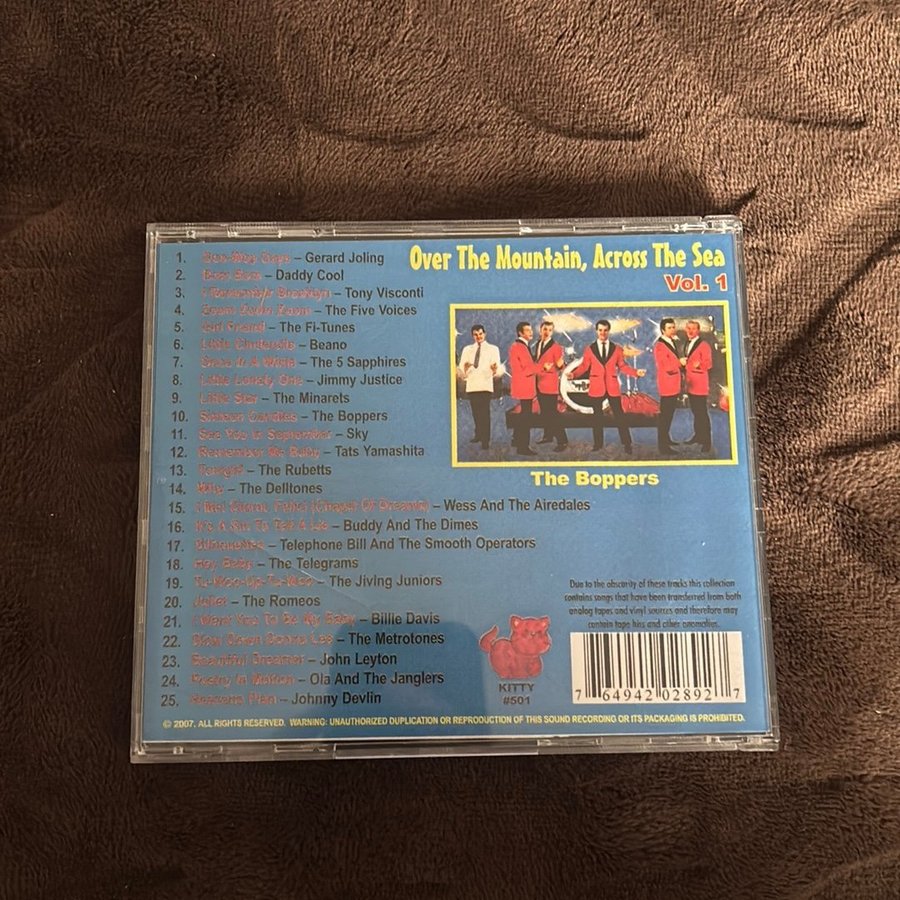 Over The Mountain, Across The Sea
Vol. 1
1. Doo-Wop Days – Gerard Joling
2. – Daddy Cool
3. I Remember Brooklyn – Tony Visconti
4. Zoom Zoom Zoom – The Five Voices
5. Girl Friend – The Fi-Tunes
6. Little Cinderella – Beano
7. Once In A While – The 5 Sapphires
8. Little Lonely One – Jimmy Justice
9. Little Star – The Minarets
10. Sixteen Candles – The Boppers
11. See You In September – Sky
12. Remember Me Baby – Tats Yamashita
13. Tonight – The Rubetts
14. Why – The Delltones
15. I Met Him (Chapel Of Dreams) – Wess And The Airedales
16. It's A Sin To Tell A Lie – Buddy And The Dimes
17. Silhouettes – Telephone Bill And The Smooth Operators
18. Hey Baby – The Telegrams
19. – The Jiving Juniors
20. Juliet – The Romeos
21. I Want You To Be My Baby – Billie Davis
22. – The Metrotones
23. Beautiful Dreamer – John Leyton
24. Poetry In Motion – Ola And The Janglers
25. – Johnny Devlin
The Boppers
Due to the obscurity of these tracks this collection
contains songs that have been transferred from both
analog tapes and vinyl sources and therefore may
contain tape hiss and other anomalies.
KITTY
#501
7 64942 02892 7
© 2007. ALL RIGHTS RESERVED. WARNING: UNAUTHORIZED DUPLICATION OR REPRODUCTION OF THIS SOUND RECORDING OR ITS PACKAGING IS PROHIBITED.